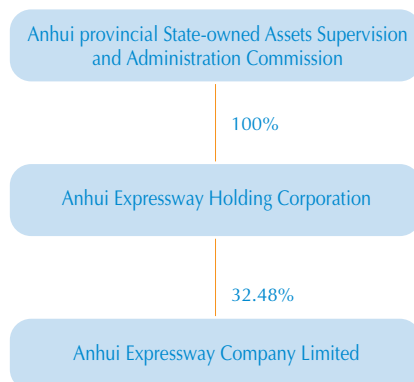 Anhui provincial State-owned Assets Supervision
and Administration Commission
100%
Anhui Expressway Holding Corporation
32.48%
Anhui Expressway Company Limited